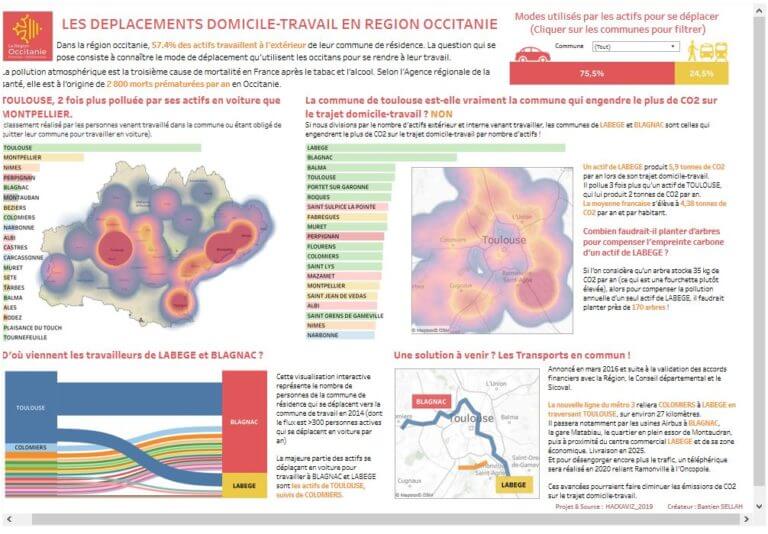 LES DEPLACEMENTS DOMICILE-TRAVAIL EN REGION OCCITANIE
La Région
Occitanie
Dans la région occitanie, 57.4% des actifs travaillent à l'extérieur de leur commune de résidence. La question qui se
pose consiste à connaître le mode de déplacement qu'utilisent les occitans pour se rendre à leur travail.
La pollution atmosphérique est la troisième cause de mortalité en France après le tabac et l'alcool. Selon l'Agence régionale de la
santé, elle est à l'origine de 2 800 morts prématurées par an en Occitanie.
Modes utilisés par les actifs pour se déplacer
(Cliquer sur les communes pour filtrer)
Commune
(Tout)
75,5%
24,5%
TOULOUSE, 2 fois plus polluée par ses actifs en voiture que
MONTPELLIER.
(classement réalisé par les personnes venant travaillé dans la commune ou étant obligé de
quitter leur commune pour travailler en voiture).
TOULOUSE
MONTPELLIER
NIMES
PERPIGNAN
BLAGNAC
MONTAUBAN
BEZIERS
COLOMIERS
NARBONNE
ALBI
CASTRES
CARCASSONNE
MURET
SETE
TARBES
BALMA
ALES
RODEZ
PLAISANCE DU TOUCH
TOURNEFEUILLE
La commune de toulouse est-elle vraiment la commune qui engendre le plus de CO2 sur
le trajet domicile-travail ? NON
Si nous divisions par le nombre d'actifs extérieur et interne venant travailler, les communes de LABEGE et BLAGNAC sont celles qui
engendrent le plus de CO2 sur le trajet domicile-travail par nombre d'actifs !
LABEGE
BLAGNAC
BALMA
TOULOUSE
PORTET SUR GARONNE
ROQUES
SAINT SULPICE LA POINTE
FABREGUES
MURET
PERPIGNAN
FLOURENS
COLOMIERS
SAINT LYS
MAZAMET
MONTPELLIER
SAINT JEAN DE VEDAS
ALBI
SAINT ORENS DE GAMEVILLE
NIMES
NARBONNE
L'Union
Colomiers
Toulouse
Cugnaux
Ramonville
Saint-Agne
© Mapbox © OSM
Un actif de LABEGE produit 5,9 tonnes de CO2
par an lors de son trajet domicile-travail.
Il pollue 3 fois plus qu'un actif de TOULOUSE,
qui lui produit 2 tonnes de CO2 par an.
La moyenne francaise s'élève à 4,38 tonnes de
CO2 par an et par habitant.
Combien faudrait-il planter d'arbres
pour compenser l'empreinte carbone
d'un actif de LABEGE ?
Si l'on considère qu'un arbre stocke 35 kg de
CO2 par an (ce qui est une fourchette plutôt
élevée), alors pour compenser la pollution
annuelle d'un seul actif de LABEGE, il faudrait
planter près de 170 arbres !
D'où viennent les travailleurs de LABEGE et BLAGNAC ?
TOULOUSE
COLOMIERS
BLAGNAC
LABEGE
Cette visualisation interactive
représente le nombre de
personnes de la commune de
résidence qui se déplacent vers la
commune de travail en 2014 (dont
le flux est >300 personnes actives
qui se déplacent en voiture par
an)
La majeure partie des actifs se
déplaçant en voiture pour
travailler à BLAGNAC et LABEGE
sont les actifs de TOULOUSE,
suivis de COLOMIERS.
Une solution à venir ? Les Transports en commun !
BLAGNAC
L'Union
Toulouse
Balma
Cugnaux
LABEGE
© Mapbox © OSM
Annoncé en mars 2016 et suite à la validation des accords
financiers avec la Région, le Conseil départemental et le
Sicoval.
La nouvelle ligne du métro 3 reliera COLOMIERS à LABEGE en
traversant TOULOUSE, sur environ 27 kilomètres.
Il passera notamment par les usines Airbus à BLAGNAC,
la gare Matabiau, le quartier en plein essor de Montaudran,
puis à proximité du centre commercial LABEGE et de sa zone
économique. Livraison en 2025.
Et pour désengorger encore plus le trafic, un téléphérique
sera réalisé en 2020 reliant Ramonville à l'Oncopole.
Ces avancées pourraient faire diminuer les émissions de CO2
sur le trajet domicile-travail.
Projet & Source : HACKAVIZ_2019
Créateur : Bastien SELLAH